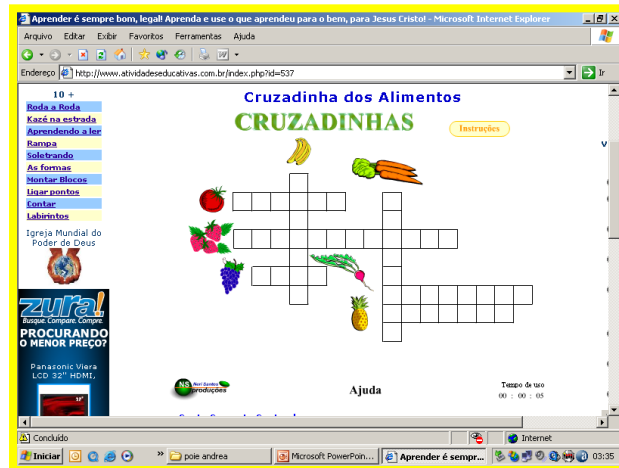 Aprender é sempre bom, legal! Aprenda e use o que aprendeu para o bem, para Jesus Cristo! - Microsoft Internet Explorer
Arquivo Editar Exibir Favoritos Ferramentas Ajuda
Endereço http://www.atividadeseducativas.com.br/index.php?id=537 Ir
10 +
Roda a Roda
Kazé na estrada
Aprendendo a ler
Rampa
Soletrando
As formas
Montar Blocos
Ligar pontos
Contar
Labirintos
Igreja Mundial do
Poder de Deus
zura!
Busque. Compare. Compre.
PROCURANDO
O MENOR PREÇO?
Panasonic Viera
LCD 32" HDMI,
Cruzadinha dos Alimentos
CRUZADINHAS
Instruções
NS Neri Santos
produções
Ajuda
Tempo de uso
00 : 00 : 05
Concluído
Internet
Iniciar
poie andrea
Microsoft PowerPoin...
Aprender é sempr...
03:35